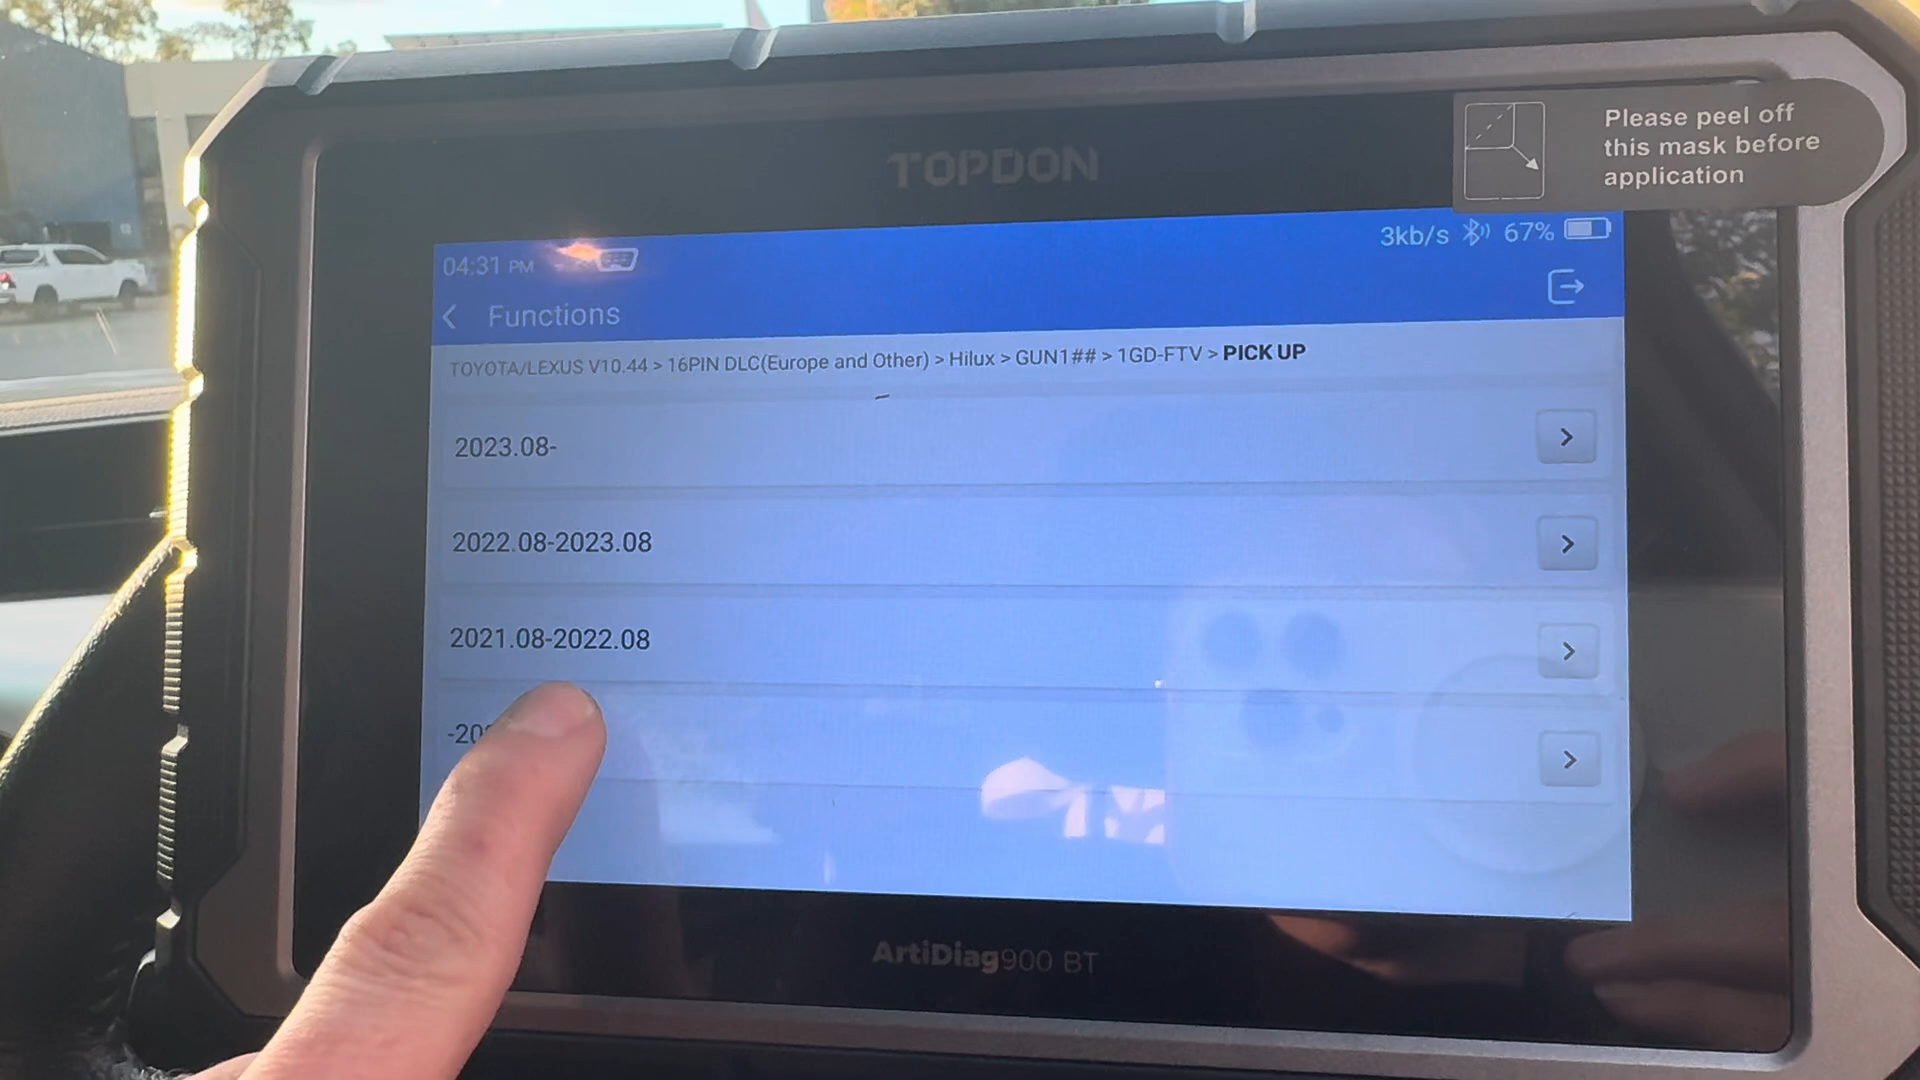 Please peel off
this mask before
application
TOPDON
04:31 PM
3kb/s 67%
Functions
TOYOTA/LEXUS V10.44 > 16PIN DLC(Europe and Other) > Hilux > GUN1## > 1GD-FTV > PICK UP
2023.08-
2022.08-2023.08
2021.08-2022.08
ArtiDiag900 BT